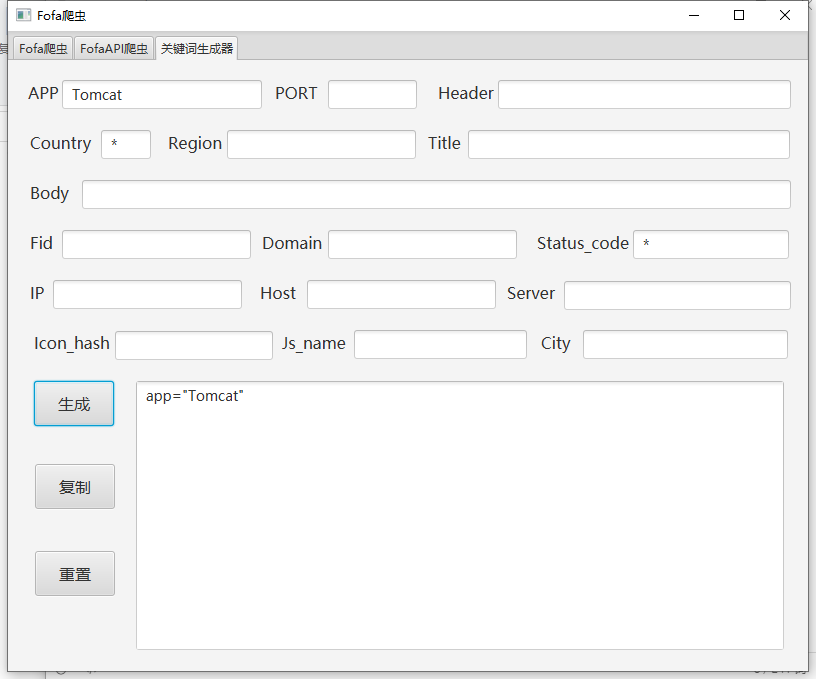 Fofa爬虫
Fofa爬虫 FofaAPI爬虫 关键词生成器
APP Tomcat PORT Header
Country * Region Title
Body
Fid Domain Status_code *
IP Host Server
Icon_hash Js_name City
生成 app="Tomcat"
复制
重置